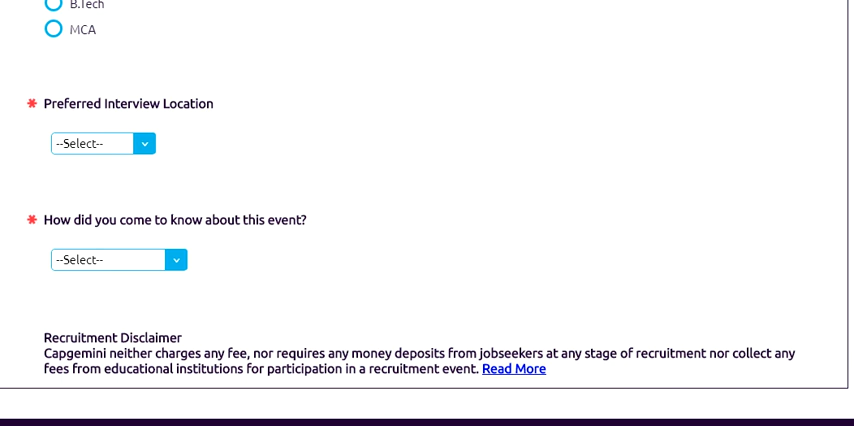 B.Tech
MCA
* Preferred Interview Location
--Select--
* How did you come to know about this event?
--Select--
Recruitment Disclaimer
Capgemini neither charges any fee, nor requires any money deposits from jobseekers at any stage of recruitment nor collect any
fees from educational institutions for participation in a recruitment event. Read More